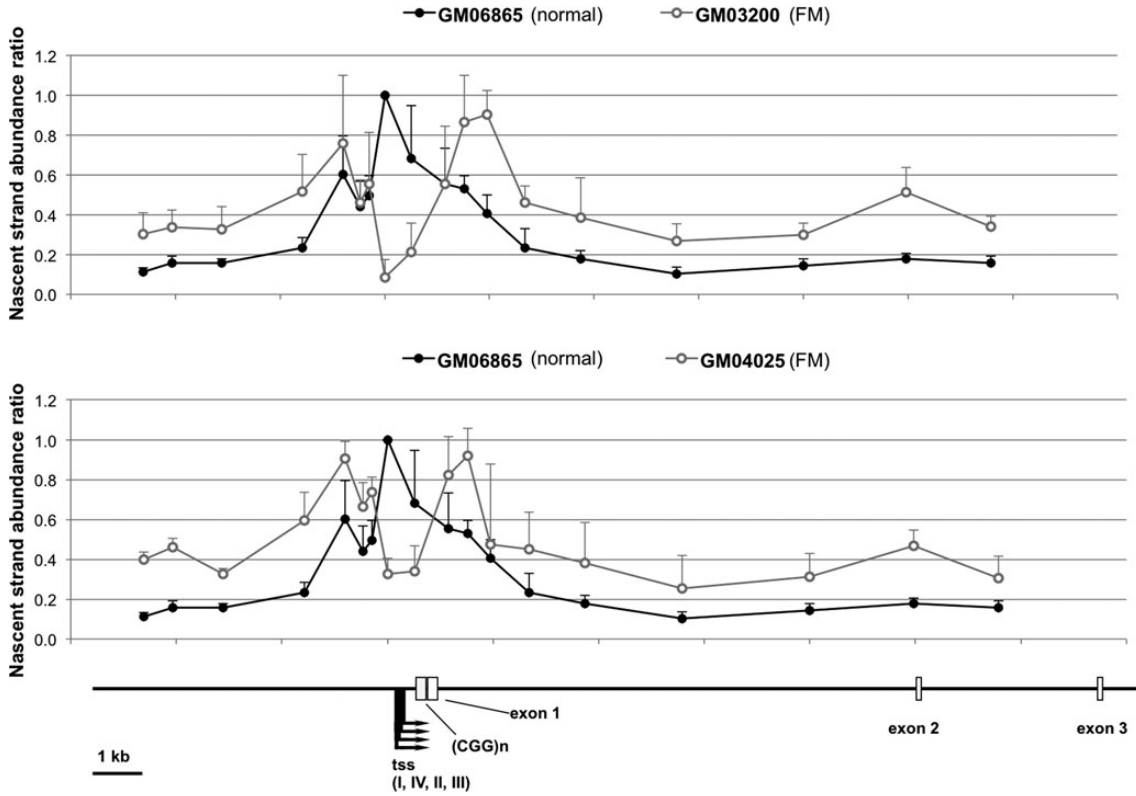 GM06865 (normal) GM03200 (FM)
Nascent strand abundance ratio
1.2
1.0
0.8
0.6
0.4
0.2
0.0
GM06865 (normal) GM04025 (FM)
Nascent strand abundance ratio
1.2
1.0
0.8
0.6
0.4
0.2
0.0
exon 1
exon 2
exon 3
(CGG)n
1 kb
tss
(I, IV, II, III)